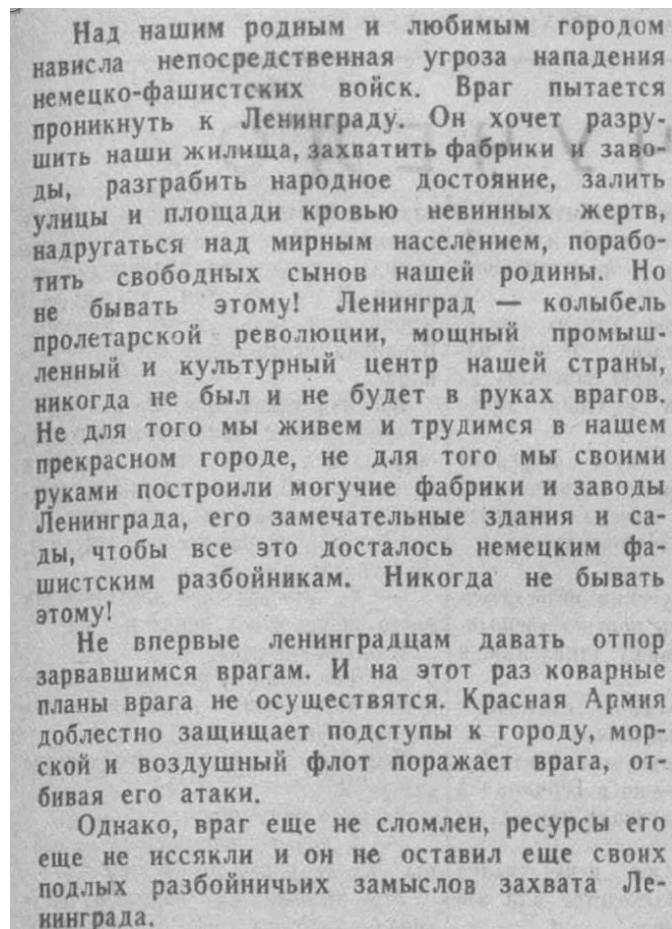 Над нашим родным и любимым городом
нависла непосредственная угроза нападения
немецко-фашистских войск. Враг пытается
проникнуть к Ленинграду. Он хочет разру-
шить наши жилища, захватить фабрики и заво-
ды, разграбить народное достояние, залить
улицы и площади кровью невинных жертв,
надругаться над мирным населением, порабо-
тить свободных сынов нашей родины. Но
не бывать этому! Ленинград — колыбель
пролетарской революции, мощный промыш-
ленный и культурный центр нашей страны,
никогда не был и не будет в руках врагов.
Не для того мы живем и трудимся в нашем
прекрасном городе, не для того мы своими
руками построили могучие фабрики и заводы
Ленинграда, его замечательные здания и са-
ды, чтобы все это досталось немецким фа-
шистским разбойникам. Никогда не бывать
этому!
Не впервые ленинградцам давать отпор
зарвавшимся врагам. И на этот раз коварные
планы врага не осуществятся. Красная Армия
доблестно защищает подступы к городу, мор-
ской и воздушный флот поражает врага, от-
бивая его атаки.
Однако, враг еще не сломлен, ресурсы его
еще не иссякли и он не оставил еще своих
подлых разбойничьих замыслов захвата Ле-
нинграда.